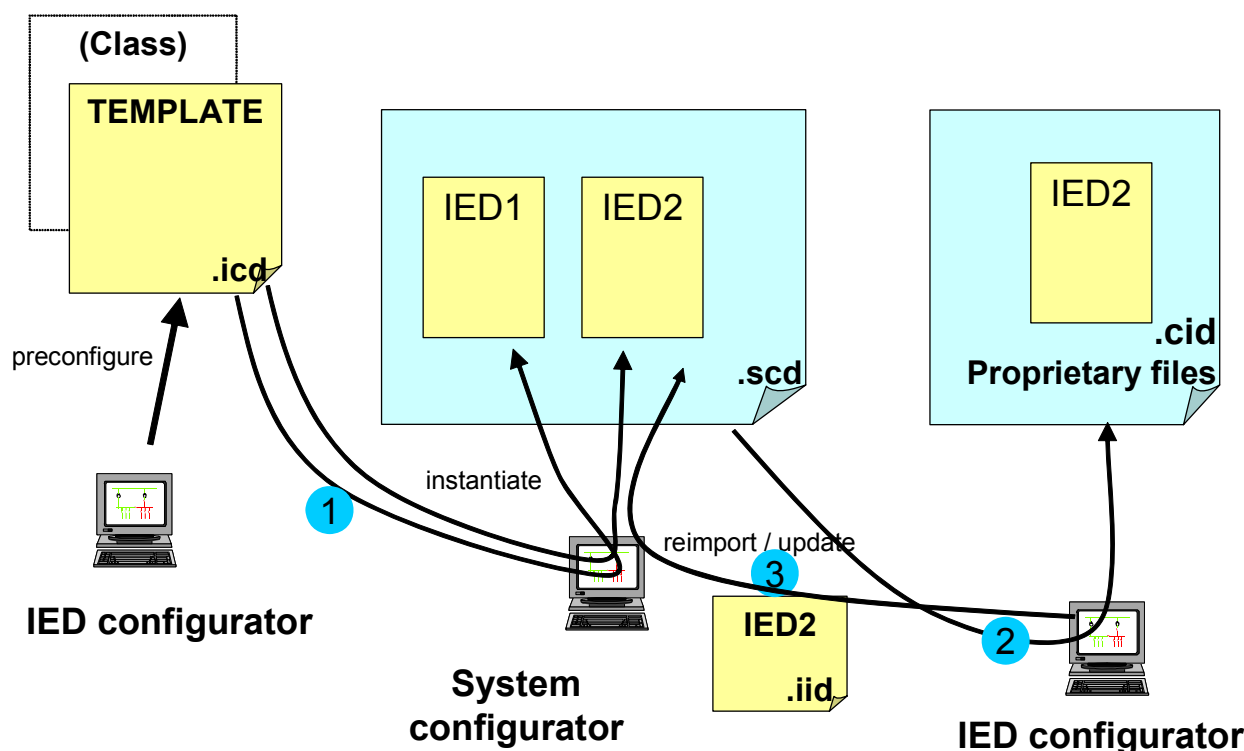 (Class)
TEMPLATE
.icd
preconfigure
IED configurator
1
IED1
IED2
.scd
instantiate
System
configurator
reimport / update
3
IED2
.iid
2
IED2
.cid
Proprietary files
IED configurator